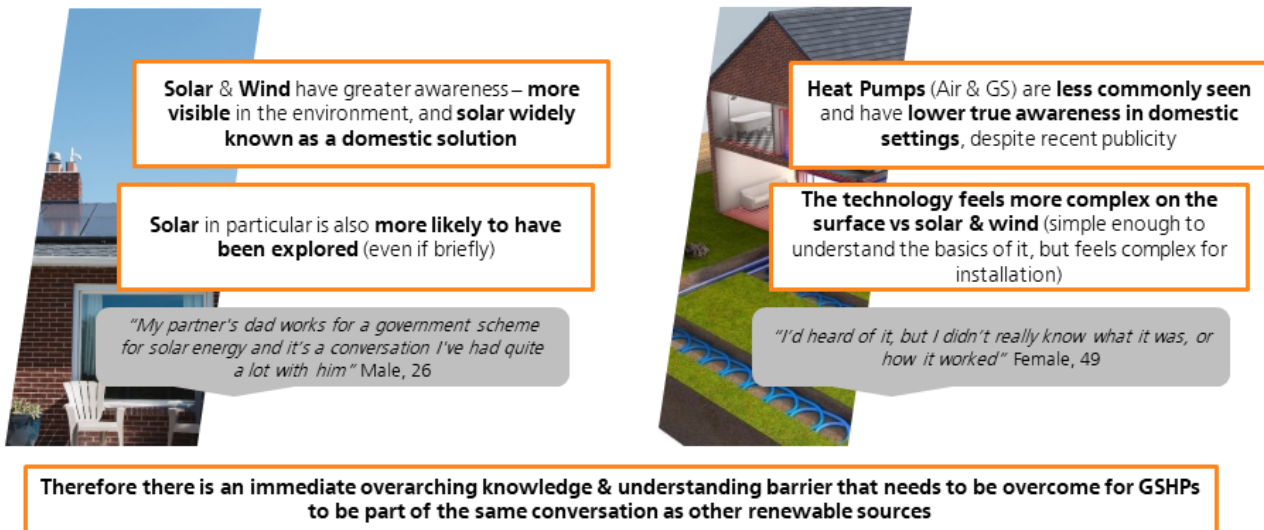 Solar & Wind have greater awareness – more
visible in the environment, and solar widely
known as a domestic solution
Solar in particular is also more likely to have
been explored (even if briefly)
“My partner's dad works for a government scheme
for solar energy and it's a conversation I've had quite
a lot with him” Male, 26
Heat Pumps (Air & GS) are less commonly seen
and have lower true awareness in domestic
settings, despite recent publicity
The technology feels more complex on the
surface vs solar & wind (simple enough to
understand the basics of it, but feels complex for
installation)
“I’d heard of it, but I didn’t really know what it was, or
how it worked” Female, 49
Therefore there is an immediate overarching knowledge & understanding barrier that needs to be overcome for GSHPs
to be part of the same conversation as other renewable sources